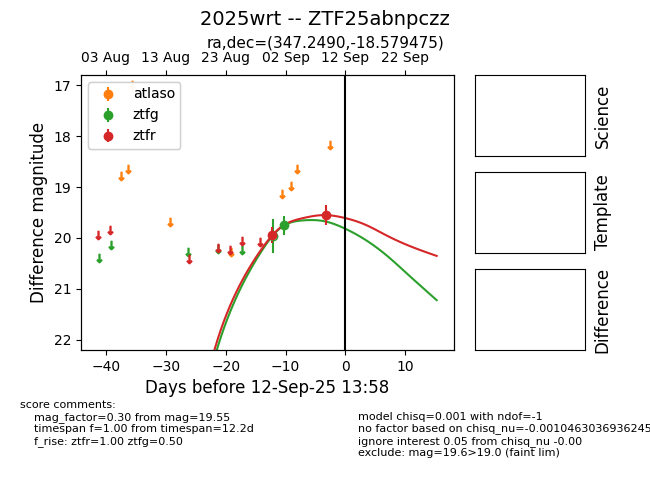 2025wrt -- ZTF25abnpczz
ra,dec=(347.2490,-18.579475)
03 Aug 13 Aug 23 Aug 02 Sep 12 Sep 22 Sep
17
18
19
20
21
22
Difference magnitude
atlaso
ztfg
ztfr
−40 −30 −20 −10 0 10
Days before 12-Sep-25 13:58
Science
Template
Difference
score comments:
mag_factor=0.30 from mag=19.55
timespan f=1.00 from timespan=12.2d
f_rise: ztfr=1.00 ztfg=0.50
model chisq=0.001 with ndof=-1
no factor based on chisq_nu=-0.0010463036936245
ignore interest 0.05 from chisq_nu -0.00
exclude: mag=19.6>19.0 (faint lim)